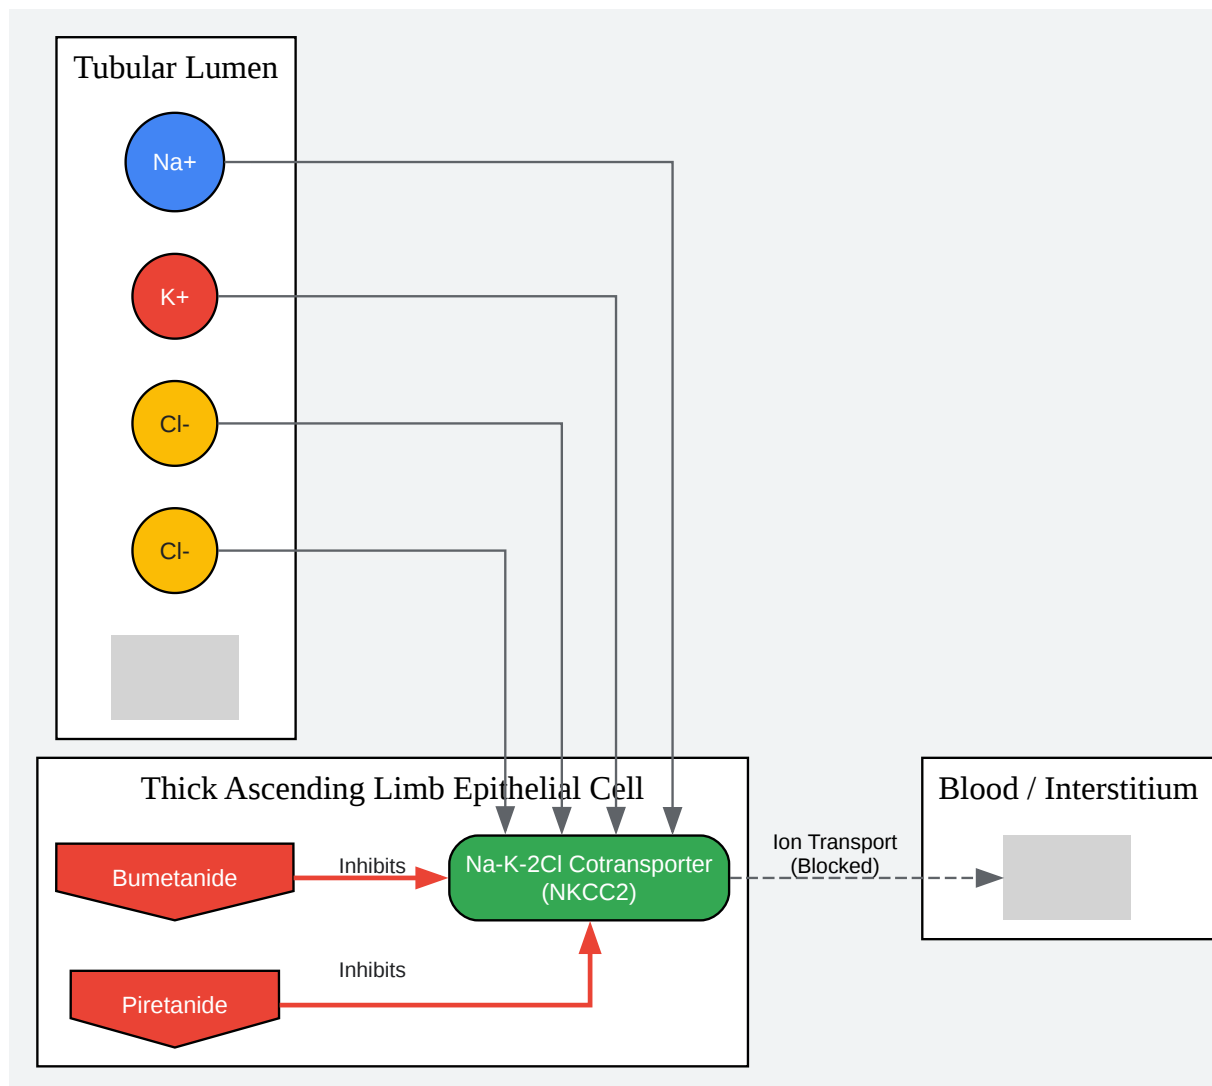 Tubular Lumen
Na+
K+
Cl-
Cl-
Thick Ascending Limb Epithelial Cell
Bumetanide
Inhibits
Na-K-2Cl Cotransporter
(NKCC2)
Piretanide
Inhibits
Ion Transport
(Blocked)
Blood / Interstitium